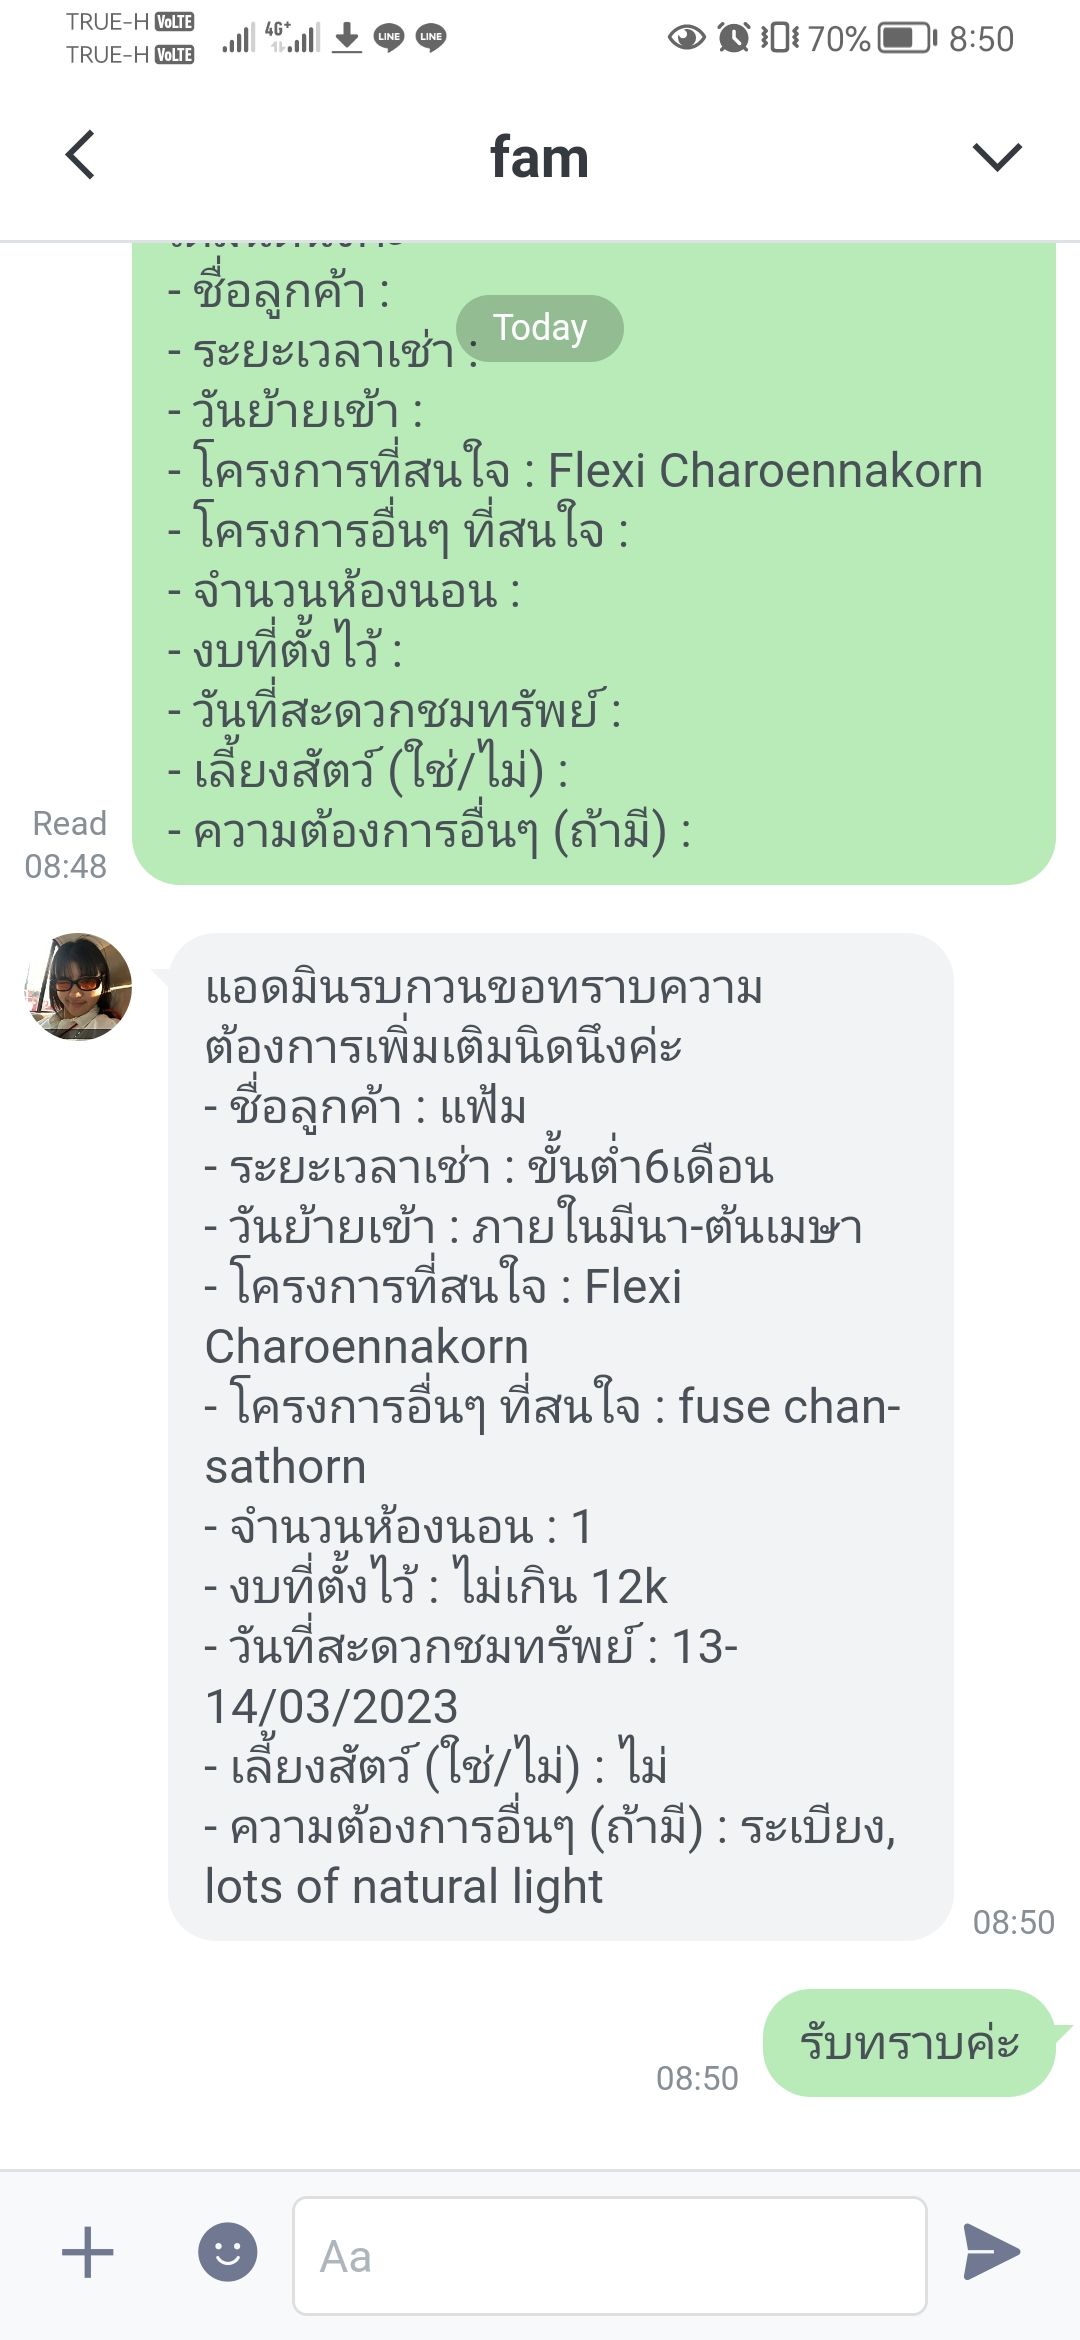 TRUE-H VoLTE
TRUE-H VoLTE
4G+
LINE LINE
70% 8:50
fam
Today
- ชื่อลูกค้า :
- ระยะเวลาเช่า :
- วันย้ายเข้า :
- โครงการที่สนใจ : Flexi Charoennakorn
- โครงการอื่นๆ ที่สนใจ :
- จำนวนห้องนอน :
- งบที่ตั้งไว้ :
- วันที่สะดวกชมทรัพย์ :
- เลี้ยงสัตว์ (ใช่/ไม่) :
- ความต้องการอื่นๆ (ถ้ามี) :
Read
08:48
แอดมินรบกวนขอทราบความ
ต้องการเพิ่มเติมนิดนึงค่ะ
- ชื่อลูกค้า : แฟ้ม
- ระยะเวลาเช่า : ขั้นต่ำ6เดือน
- วันย้ายเข้า : ภายในมีนา-ต้นเมษา
- โครงการที่สนใจ : Flexi
Charoennakorn
- โครงการอื่นๆ ที่สนใจ : fuse chan-
sathorn
- จำนวนห้องนอน : 1
- งบที่ตั้งไว้ : ไม่เกิน 12k
- วันที่สะดวกชมทรัพย์ : 13-
14/03/2023
- เลี้ยงสัตว์ (ใช่/ไม่) : ไม่
- ความต้องการอื่นๆ (ถ้ามี) : ระเบียง,
lots of natural light
08:50
รับทราบค่ะ
08:50
Aa